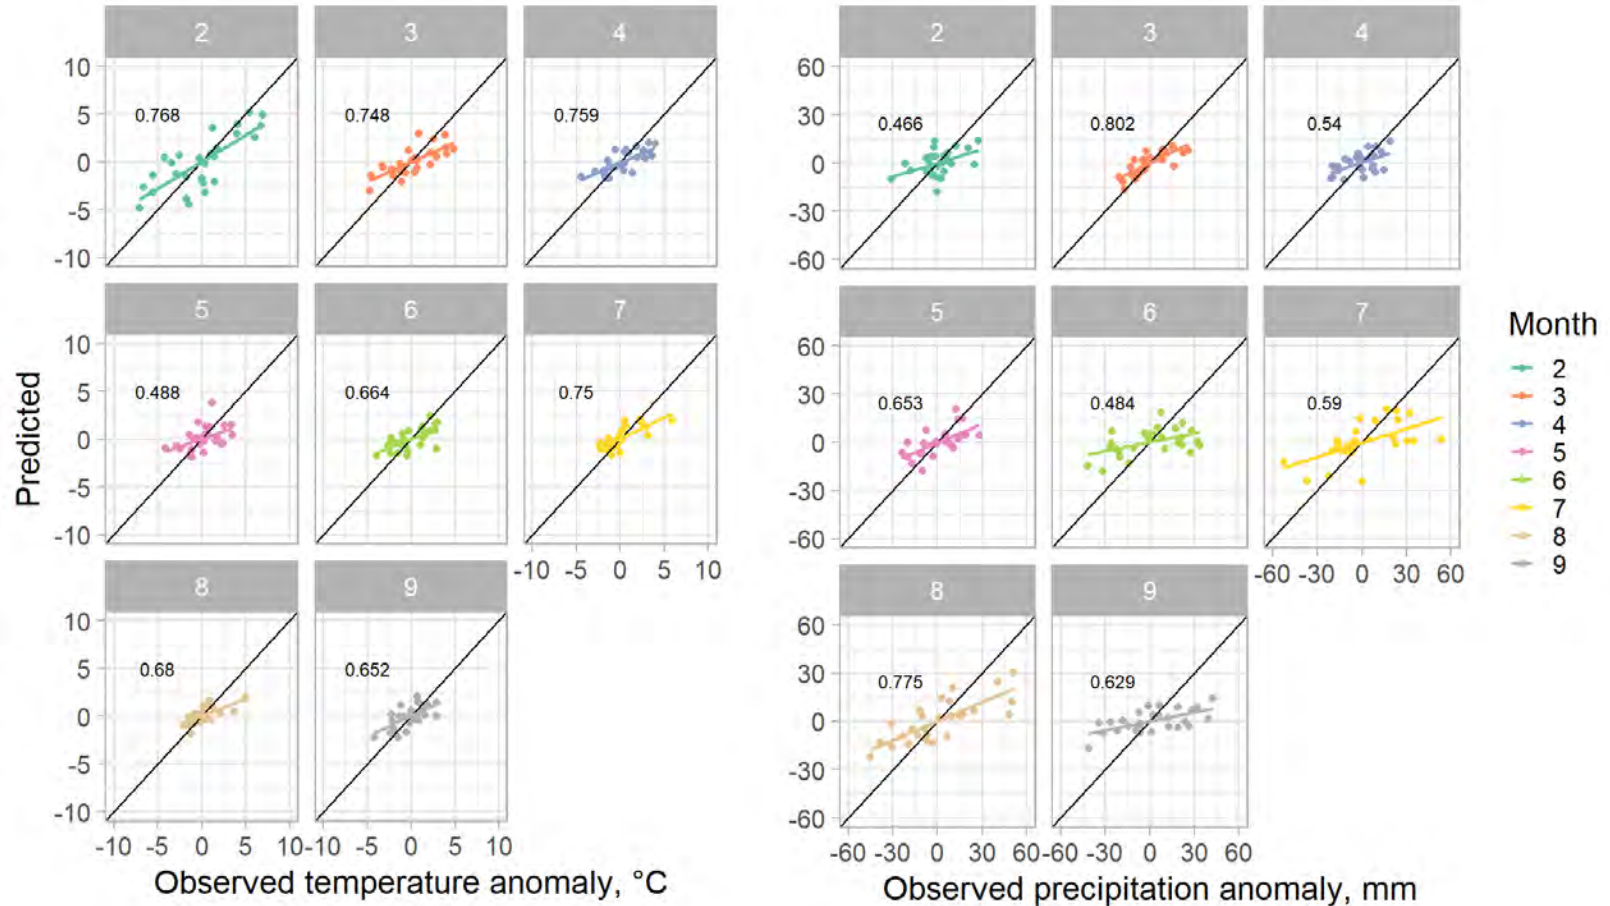 2 3 4
10
5
0
-5
-10
0.768 0.748 0.759
5 6 7
10
5
0
-5
-10
0.488 0.664 0.75
-10 -5 0 5 10
8 9
10
5
0
-5
-10
0.68 0.652
-10 -5 0 5 10 -10 -5 0 5 10
Predicted
Observed temperature anomaly, °C
2 3 4
60
30
0
-30
-60
0.466 0.802 0.54
5 6 7
60
30
0
-30
-60
0.653 0.484 0.59
-60 -30 0 30 60
8 9
60
30
0
-30
-60
0.775 0.629
-60 -30 0 30 60 -60 -30 0 30 60
Observed precipitation anomaly, mm
Month
2
3
4
5
6
7
8
9